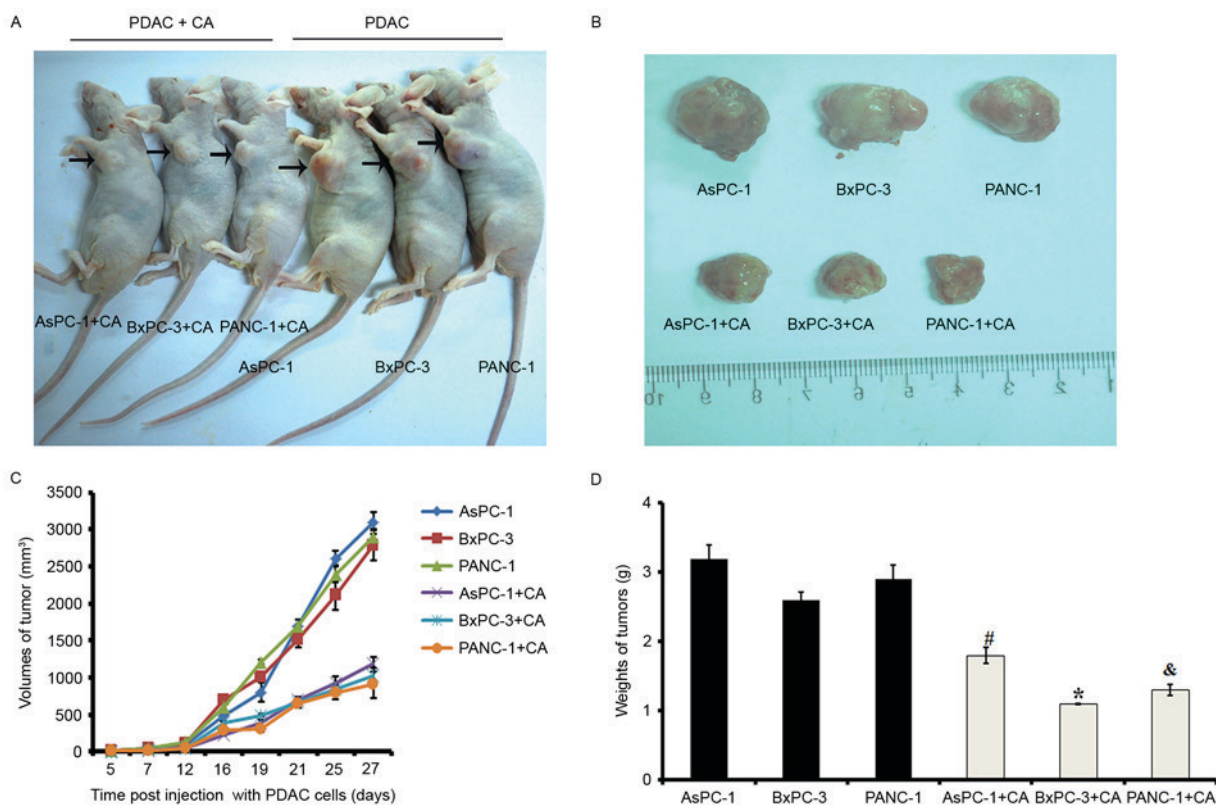 A
PDAC + CA
PDAC
AsPC-1+CA
BxPC-3+CA
PANC-1+CA
AsPC-1
BxPC-3
PANC-1
B
AsPC-1
BxPC-3
PANC-1
AsPC-1+CA
BxPC-3+CA
PANC-1+CA
10 9 8 7 6 5 4 3 2 1
C
Volumes of tumor (mm³)
3500
3000
2500
2000
1500
1000
500
0
5 7 12 16 19 21 25 27
Time post injection with PDAC cells (days)
AsPC-1
BxPC-3
PANC-1
AsPC-1+CA
BxPC-3+CA
PANC-1+CA
D
Weights of tumors (g)
4
3
2
1
0
#
*
&
AsPC-1 BxPC-3 PANC-1 AsPC-1+CA BxPC-3+CA PANC-1+CA